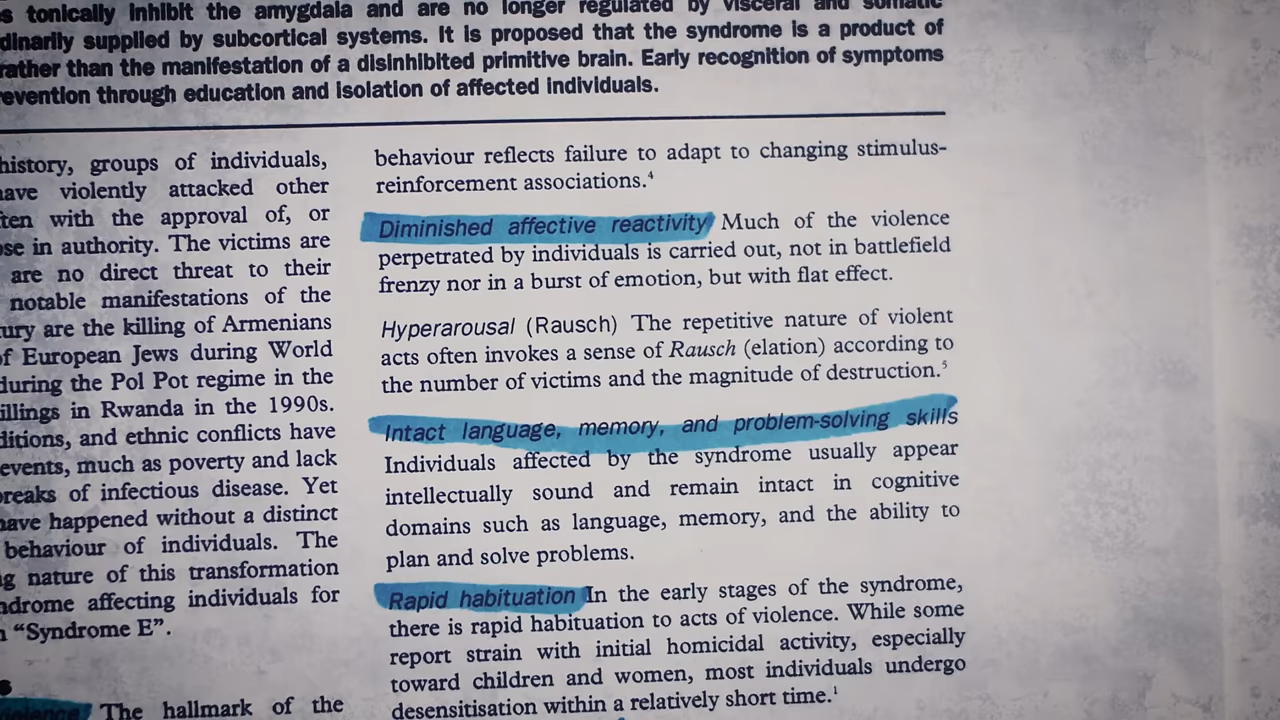 tonically inhibit the amygdala and are no longer regulated by visceral and somatic
dinarily supplied by subcortical systems. It is proposed that the syndrome is a product of
rather than the manifestation of a disinhibited primitive brain. Early recognition of symptoms
evention through education and isolation of affected individuals.
history, groups of individuals,
have violently attacked other
ten with the approval of, or
se in authority. The victims are
are no direct threat to their
notable manifestations of the
ury are the killing of Armenians
f European Jews during World
during the Pol Pot regime in the
illings in Rwanda in the 1990s.
ditions, and ethnic conflicts have
events, much as poverty and lack
breaks of infectious disease. Yet
have happened without a distinct
behaviour of individuals. The
g nature of this transformation
ndrome affecting individuals for
"Syndrome E".
The hallmark of the
behaviour reflects failure to adapt to changing stimulus-
reinforcement associations.⁴
Diminished affective reactivity Much of the violence
perpetrated by individuals is carried out, not in battlefield
frenzy nor in a burst of emotion, but with flat effect.
Hyperarousal (Rausch) The repetitive nature of violent
acts often invokes a sense of Rausch (elation) according to
the number of victims and the magnitude of destruction.⁵
Intact language, memory, and problem-solving skills
Individuals affected by the syndrome usually appear
intellectually sound and remain intact in cognitive
domains such as language, memory, and the ability to
plan and solve problems.
Rapid habituation In the early stages of the syndrome,
there is rapid habituation to acts of violence. While some
report strain with initial homicidal activity, especially
toward children and women, most individuals undergo
desensitisation within a relatively short time.¹